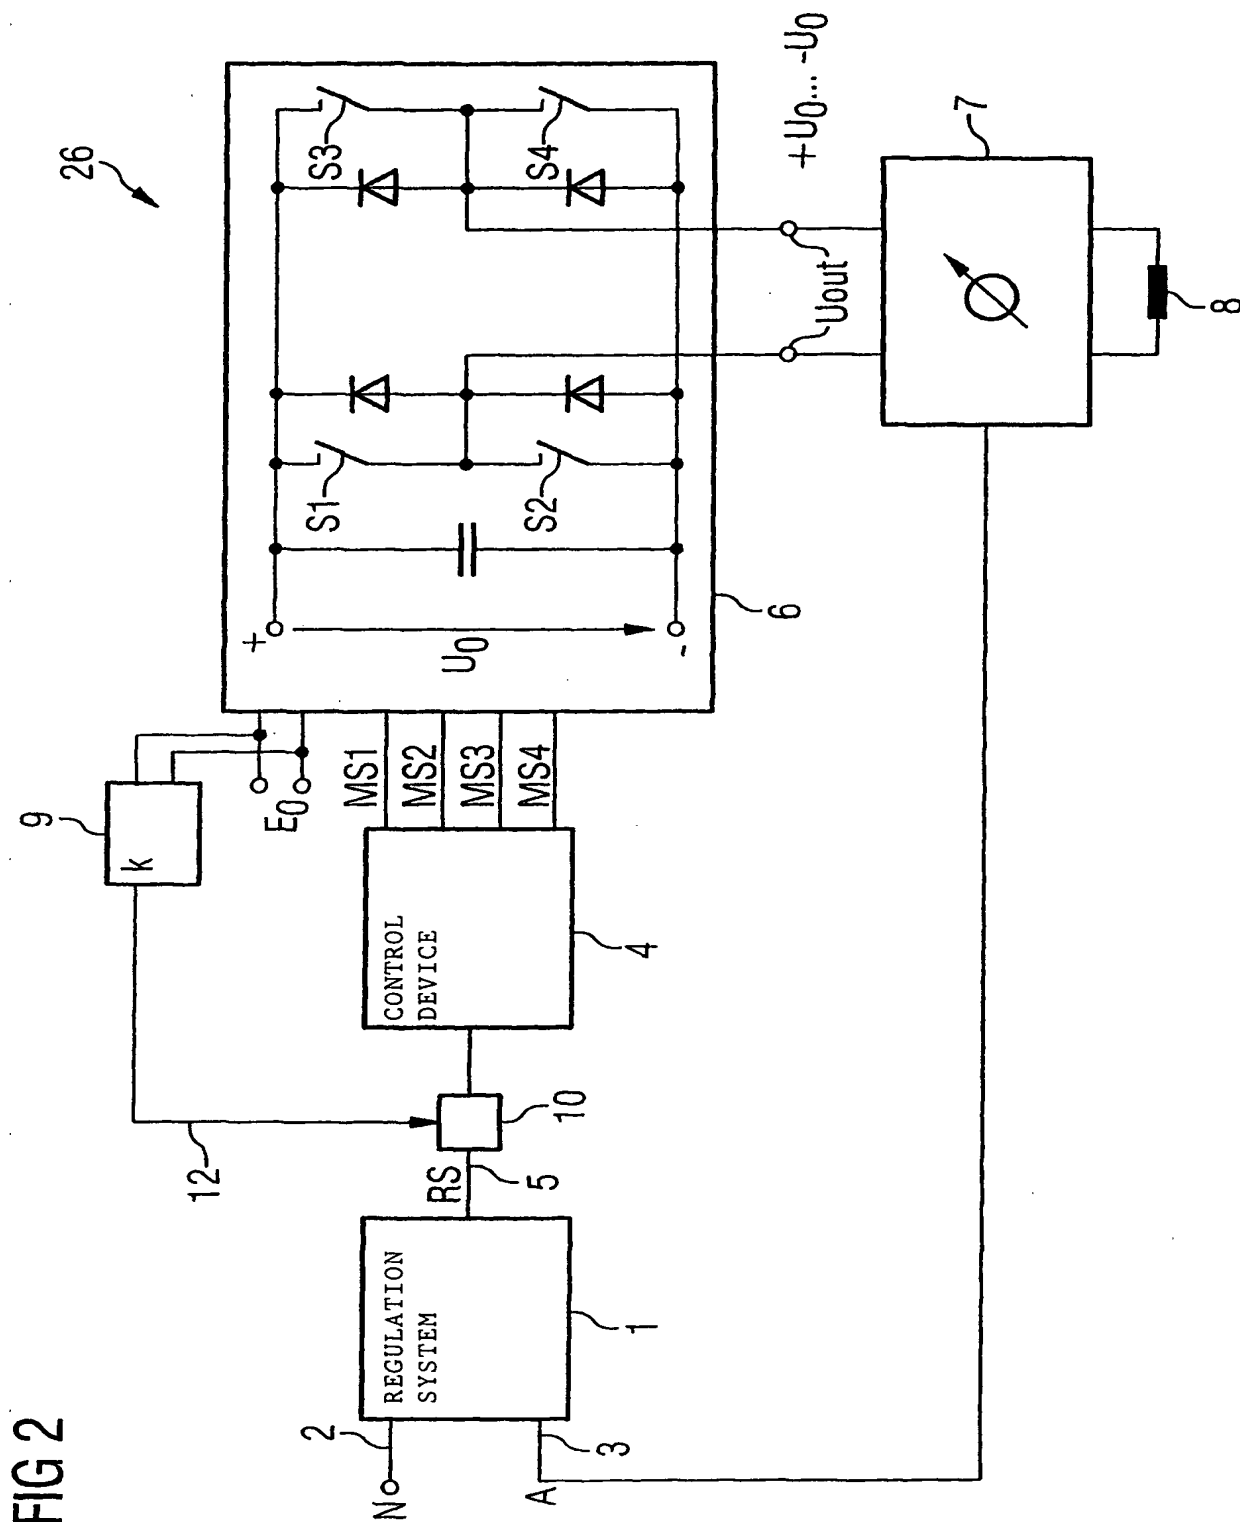 FIG 2
26
9
k
12
E0
+
U0
-
S1
S2
S3
S4
6
MS1
MS2
MS3
MS4
CONTROL
DEVICE
4
10
RS
5
REGULATION
SYSTEM
1
2
N
3
A
Uout
+U0... -U0
7
8